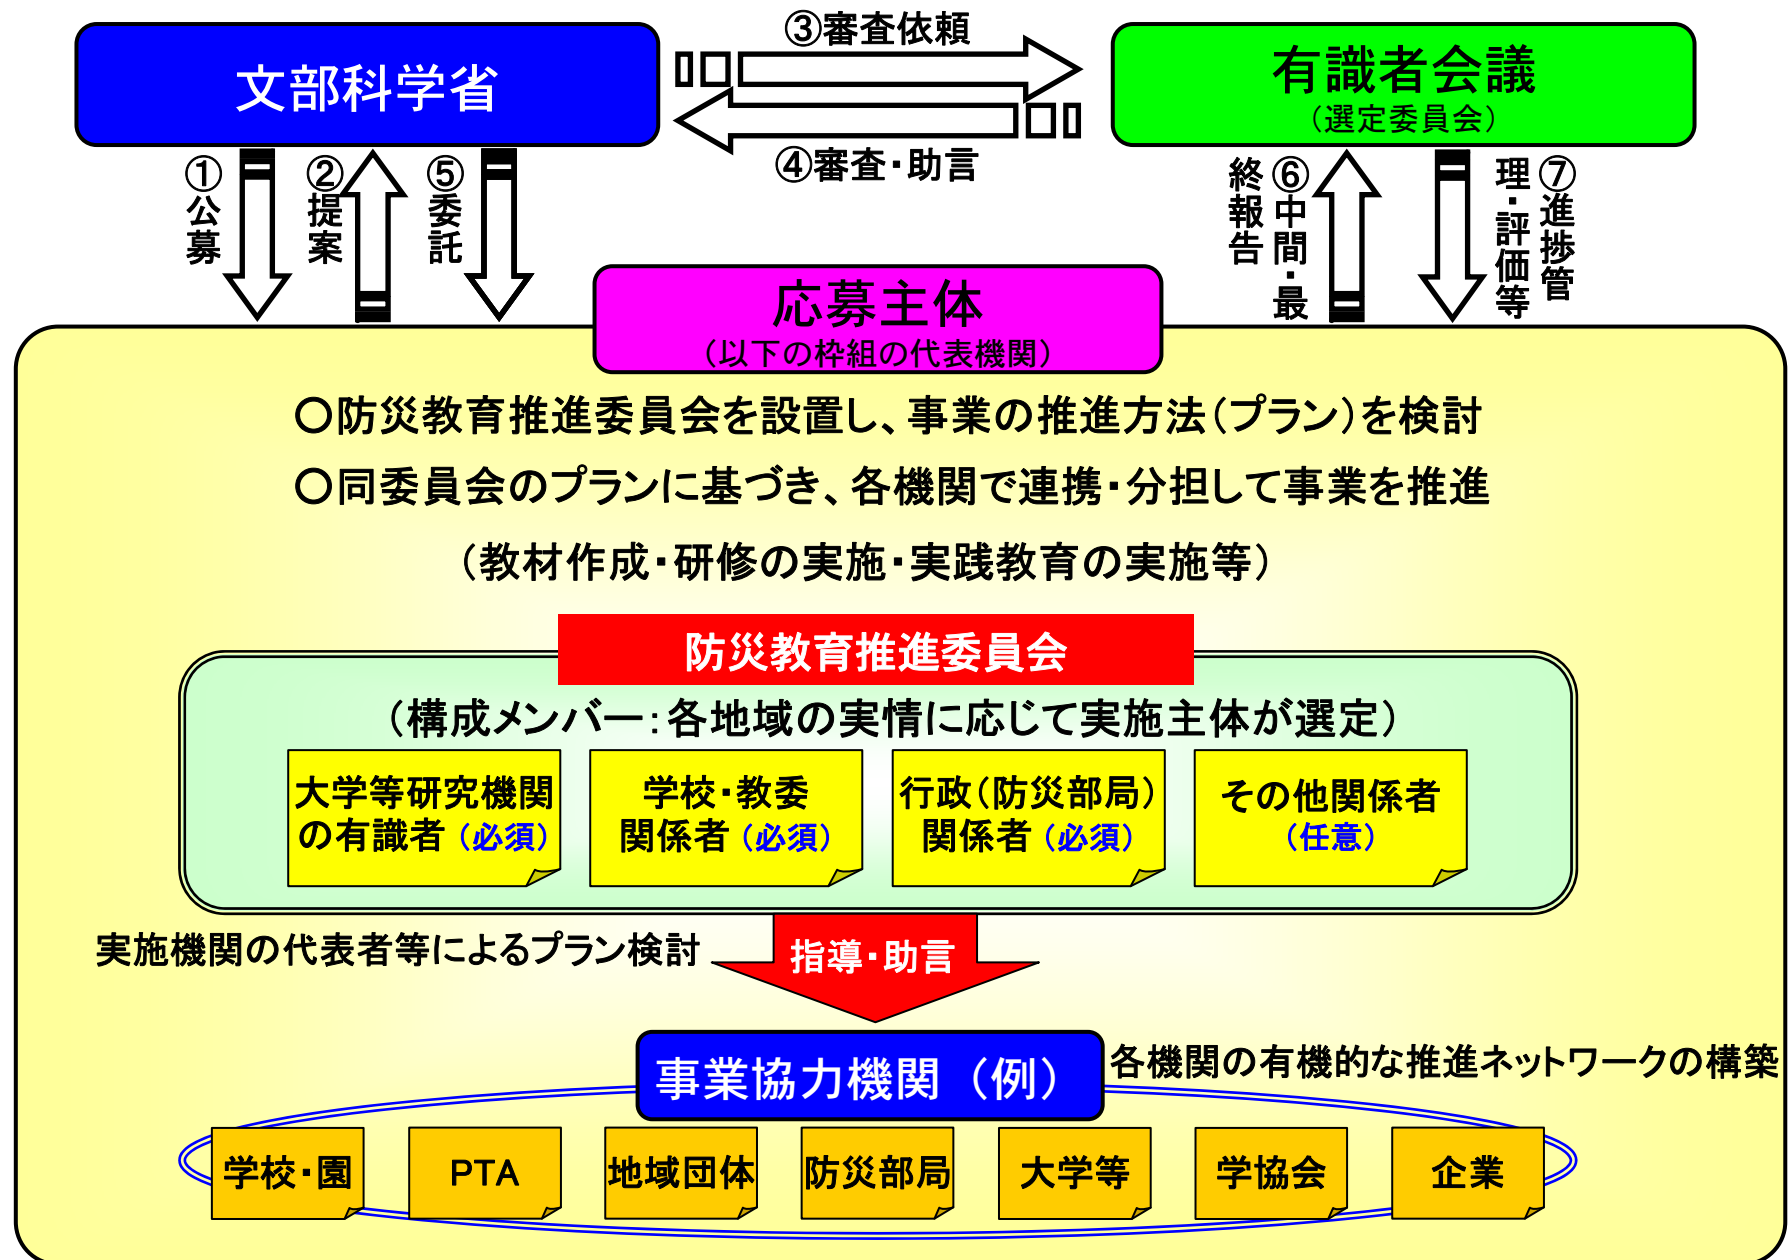 ③審査依頼
文部科学省
有識者会議
（選定委員会）
④審査・助言
①公募
②提案
⑤委託
⑥中間・最
終報告
⑦進捗管
理・評価等
応募主体
（以下の枠組の代表機関）
○防災教育推進委員会を設置し、事業の推進方法（プラン）を検討
○同委員会のプランに基づき、各機関で連携・分担して事業を推進
（教材作成・研修の実施・実践教育の実施等）
防災教育推進委員会
（構成メンバー：各地域の実情に応じて実施主体が選定）
大学等研究機関
の有識者（必須）
学校・教委
関係者（必須）
行政（防災部局）
関係者（必須）
その他関係者
（任意）
実施機関の代表者等によるプラン検討
指導・助言
事業協力機関（例）
各機関の有機的な推進ネットワークの構築
学校・園
PTA
地域団体
防災部局
大学等
学協会
企業